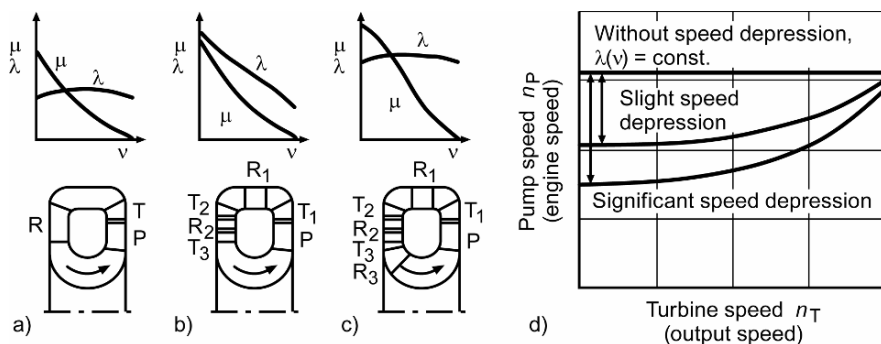 μ
λ
μ
λ
ν
a)
R
T
P
μ
λ
ν
b)
R1
T2
R2
T3
T1
P
μ
λ
λ
μ
ν
c)
R1
T2
R2
T3
R3
T1
P
Without speed depression,
λ(ν) = const.
Slight speed
depression
Significant speed depression
Pump speed nP
(engine speed)
Turbine speed nT
(output speed)
d)